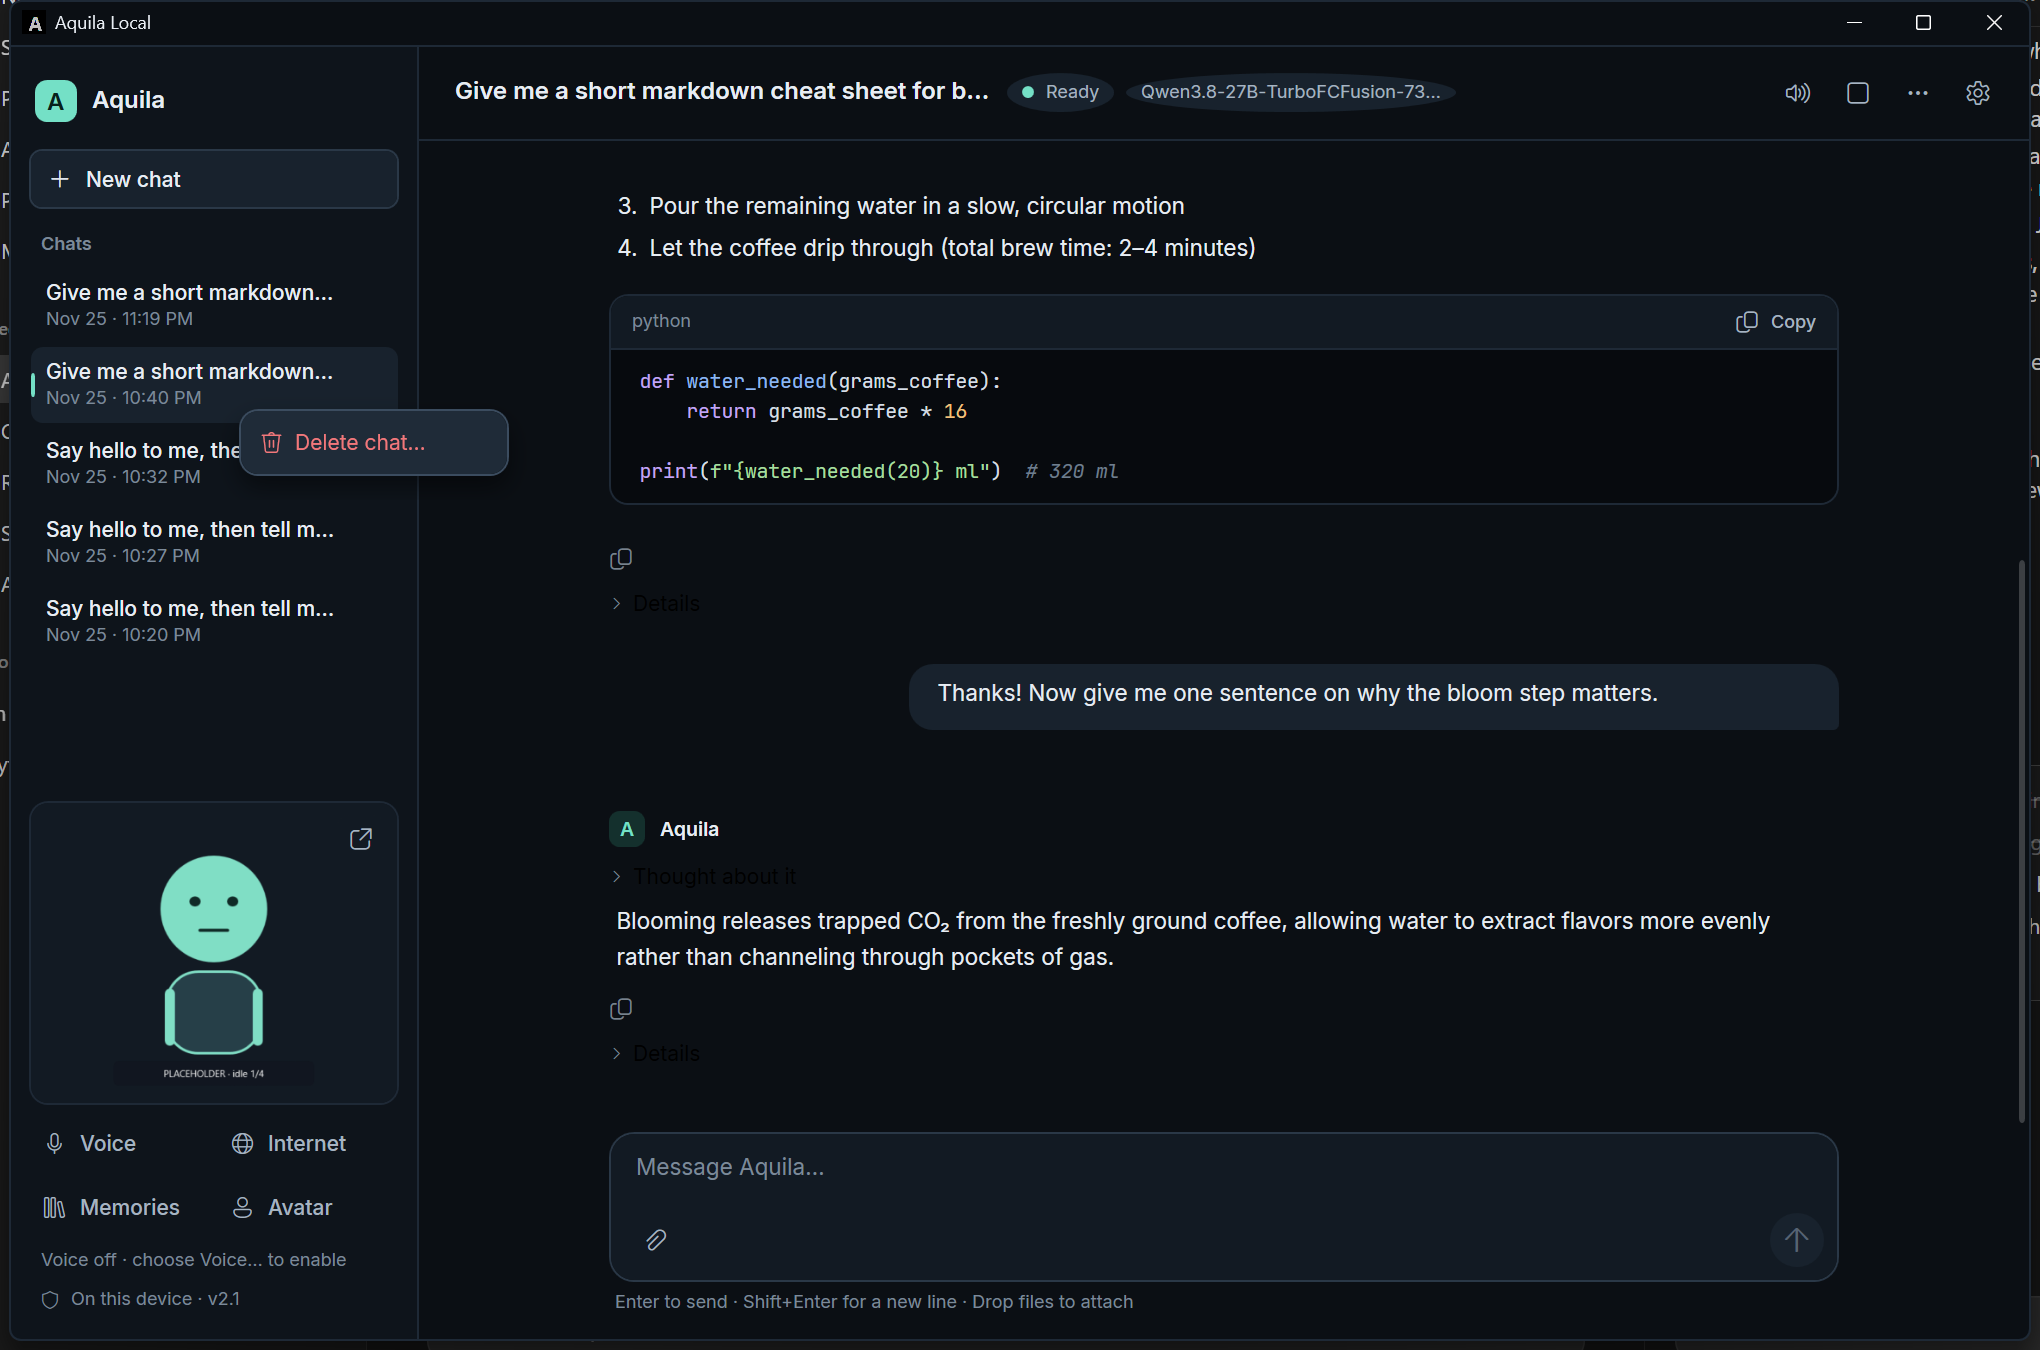 Aquila Local
A Aquila
New chat
Chats
Give me a short markdown...
Nov 25 · 11:19 PM
Give me a short markdown...
Nov 25 · 10:40 PM
Delete chat...
Say hello to me, the
Nov 25 · 10:32 PM
Say hello to me, then tell m...
Nov 25 · 10:27 PM
Say hello to me, then tell m...
Nov 25 · 10:20 PM
PLACEHOLDER - idle 1/4
Voice
Internet
Memories
Avatar
Voice off · choose Voice... to enable
On this device · v2.1
Give me a short markdown cheat sheet for b...
Ready
Qwen3.8-27B-TurboFCFusion-73...
3. Pour the remaining water in a slow, circular motion
4. Let the coffee drip through (total brew time: 2–4 minutes)
python
Copy
def water_needed(grams_coffee):
    return grams_coffee * 16
print(f"{water_needed(20)} ml")  # 320 ml
Details
Thanks! Now give me one sentence on why the bloom step matters.
A Aquila
Thought about it
Blooming releases trapped CO₂ from the freshly ground coffee, allowing water to extract flavors more evenly
rather than channeling through pockets of gas.
Details
Message Aquila...
Enter to send · Shift+Enter for a new line · Drop files to attach